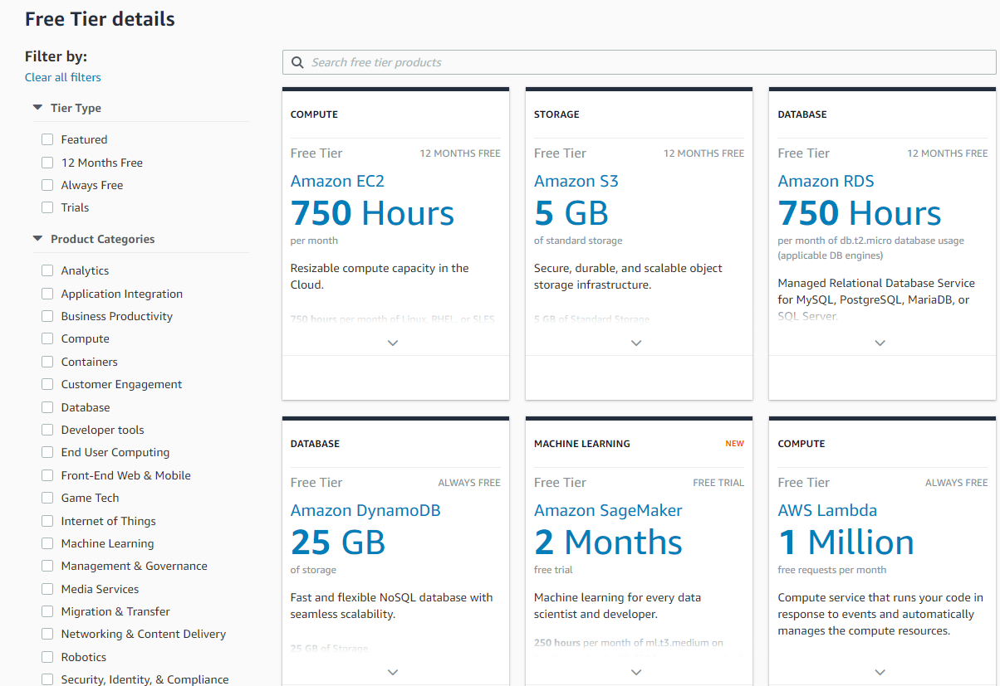 Free Tier details
Filter by:
Clear all filters
Tier Type
Featured
12 Months Free
Always Free
Trials
Product Categories
Analytics
Application Integration
Business Productivity
Compute
Containers
Customer Engagement
Database
Developer tools
End User Computing
Front-End Web & Mobile
Game Tech
Internet of Things
Machine Learning
Management & Governance
Media Services
Migration & Transfer
Networking & Content Delivery
Robotics
Security, Identity, & Compliance
Search free tier products
COMPUTE
Free Tier 12 MONTHS FREE
Amazon EC2
750 Hours
per month
Resizable compute capacity in the
Cloud.
750 hours per month of Linux, RHEL, or SLES
STORAGE
Free Tier 12 MONTHS FREE
Amazon S3
5 GB
of standard storage
Secure, durable, and scalable object
storage infrastructure.
5 GB of Standard Storage
DATABASE
Free Tier 12 MONTHS FREE
Amazon RDS
750 Hours
per month of db.t2.micro database usage
(applicable DB engines)
Managed Relational Database Service
for MySQL, PostgreSQL, MariaDB, or
SQL Server.
DATABASE
Free Tier ALWAYS FREE
Amazon DynamoDB
25 GB
of storage
Fast and flexible NoSQL database with
seamless scalability.
25 GB of Storage
MACHINE LEARNING NEW
Free Tier FREE TRIAL
Amazon SageMaker
2 Months
free trial
Machine learning for every data
scientist and developer.
250 hours per month of ml.t3.medium on
COMPUTE
Free Tier ALWAYS FREE
AWS Lambda
1 Million
free requests per month
Compute service that runs your code in
response to events and automatically
manages the compute resources.